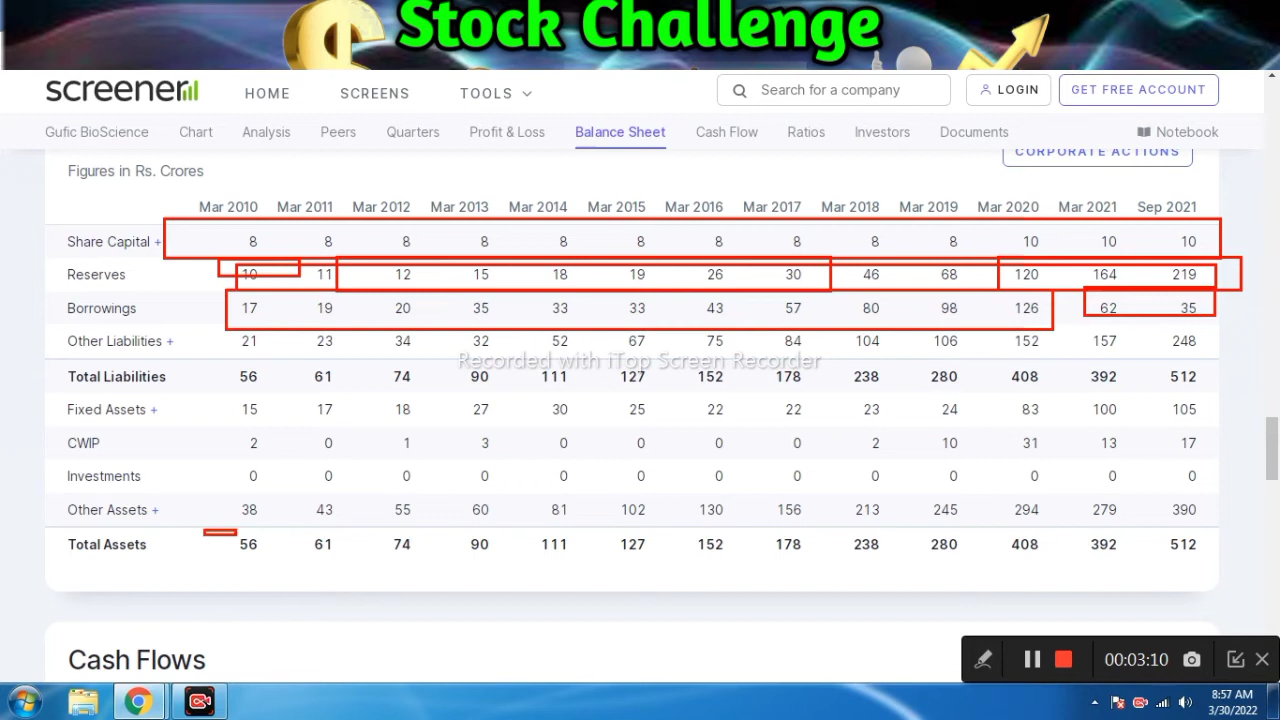 Stock Challenge
screener
HOME SCREENS TOOLS
Search for a company
LOGIN
GET FREE ACCOUNT
Gufic BioScience Chart Analysis Peers Quarters Profit & Loss Balance Sheet Cash Flow Ratios Investors Documents Notebook
CORPORATE ACTIONS
Figures in Rs. Crores
Mar 2010 Mar 2011 Mar 2012 Mar 2013 Mar 2014 Mar 2015 Mar 2016 Mar 2017 Mar 2018 Mar 2019 Mar 2020 Mar 2021 Sep 2021
Share Capital + 8 8 8 8 8 8 8 8 8 8 10 10 10
Reserves 10 11 12 15 18 19 26 30 46 68 120 164 219
Borrowings 17 19 20 35 33 33 43 57 80 98 126 62 35
Other Liabilities + 21 23 34 32 52 67 75 84 104 106 152 157 248
Recorded with iTop Screen Recorder
Total Liabilities 56 61 74 90 111 127 152 178 238 280 408 392 512
Fixed Assets + 15 17 18 27 30 25 22 22 23 24 83 100 105
CWIP 2 0 1 3 0 0 0 0 2 10 31 13 17
Investments 0 0 0 0 0 0 0 0 0 0 0 0 0
Other Assets + 38 43 55 60 81 102 130 156 213 245 294 279 390
Total Assets 56 61 74 90 111 127 152 178 238 280 408 392 512
Cash Flows
00:03:10
8:57 AM
3/30/2022